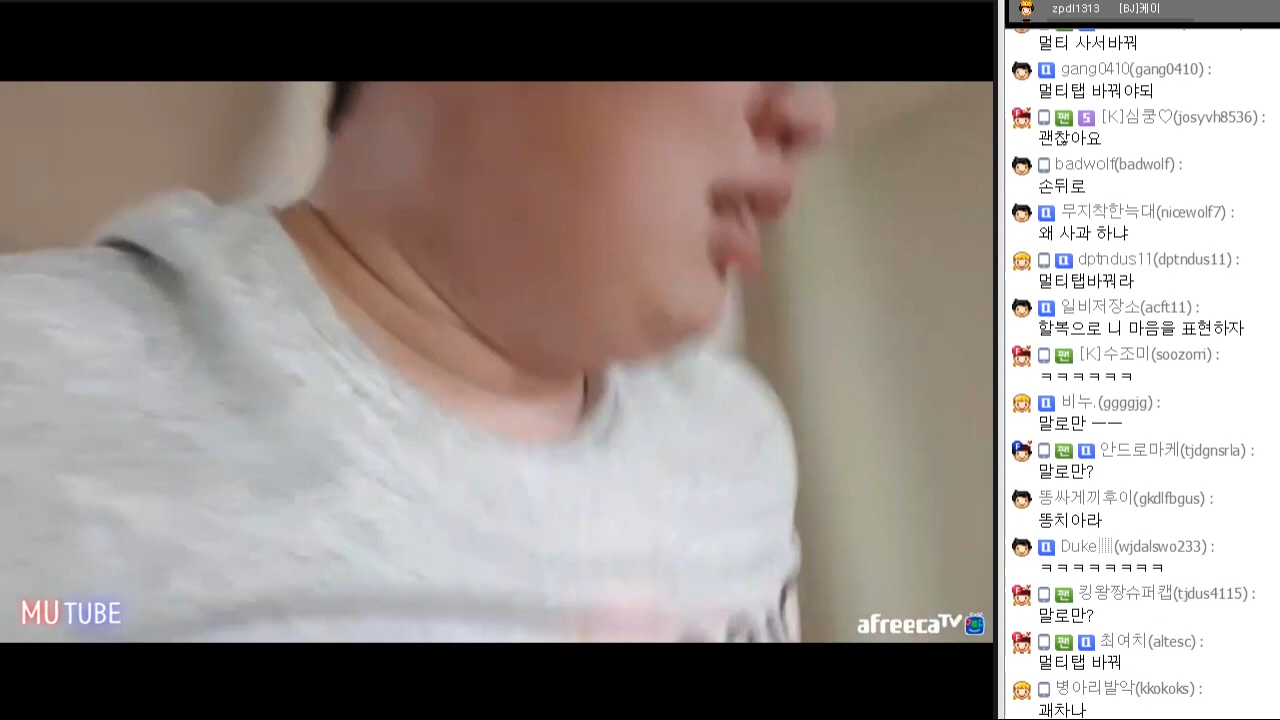 zpdl1313 [BJ]케이
멀티 사서바꿔
gang0410(gang0410) :
멀티탭 바꿔야되
팬 S [K]심쿵♡(josyvh8536) :
괜찮아요
badwolf(badwolf) :
손뒤로
무지착한늑대(nicewolf7) :
왜 사과 하냐
dptndus11(dptndus11) :
멀티탭바꿔라
일비저장소(acft11) :
할복으로 니 마음을 표현하자
팬 [K]수조미(soozom) :
ㅋㅋㅋㅋㅋㅋ
비누.(ggggjg) :
말로만 ㅡㅡ
팬 안드로마케(tjdgnsrla) :
말로만?
똥싸게끼후이(gkdlfbgus) :
똥치아라
Duke(wjdalswo233) :
ㅋㅋㅋㅋㅋㅋㅋㅋ
팬 킹왕짱슈퍼캡(tjdus4115) :
말로만?
팬 최여치(altesc) :
멀티탭 바꿔
병아리발악(kkokoks) :
괘차나
MU TUBE
afreecaTV